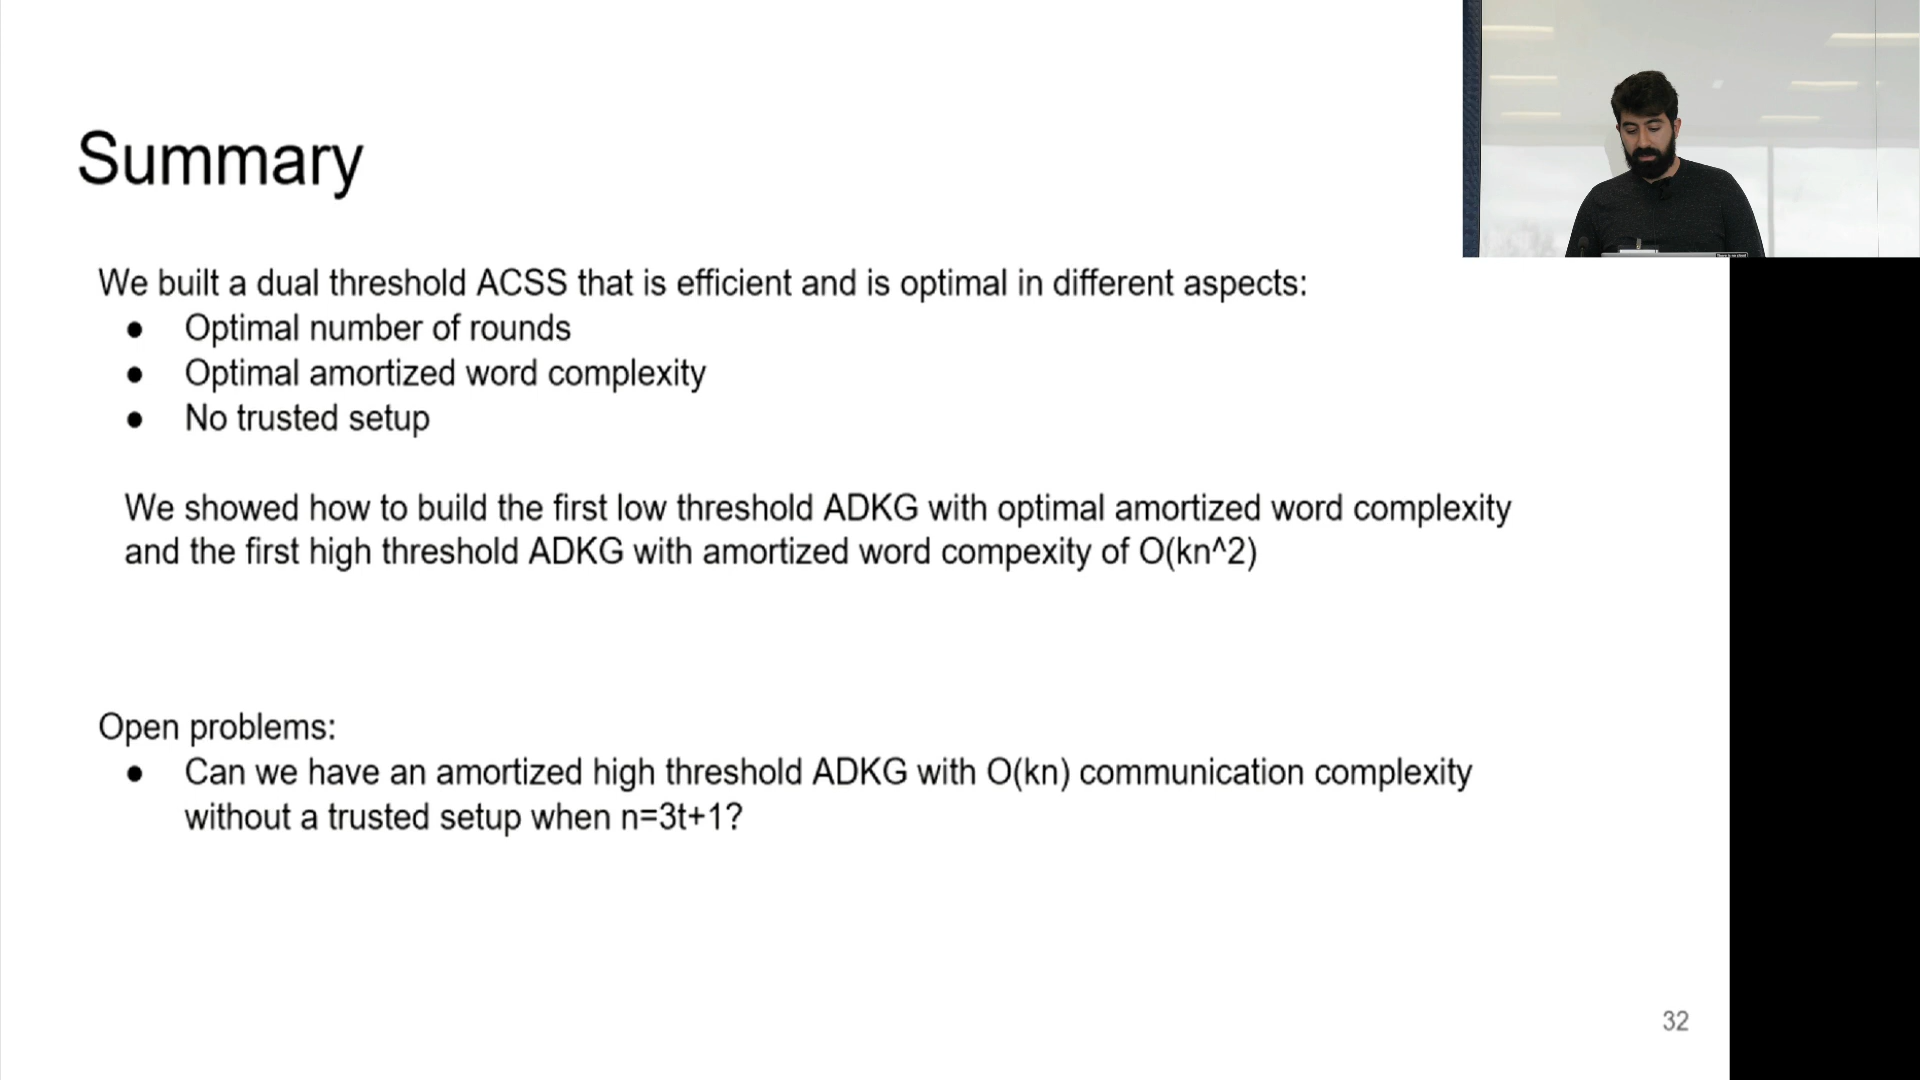 Summary
We built a dual threshold ACSS that is efficient and is optimal in different aspects:
● Optimal number of rounds
● Optimal amortized word complexity
● No trusted setup
We showed how to build the first low threshold ADKG with optimal amortized word complexity
and the first high threshold ADKG with amortized word compexity of O(kn^2)
Open problems:
● Can we have an amortized high threshold ADKG with O(kn) communication complexity
without a trusted setup when n=3t+1?
32